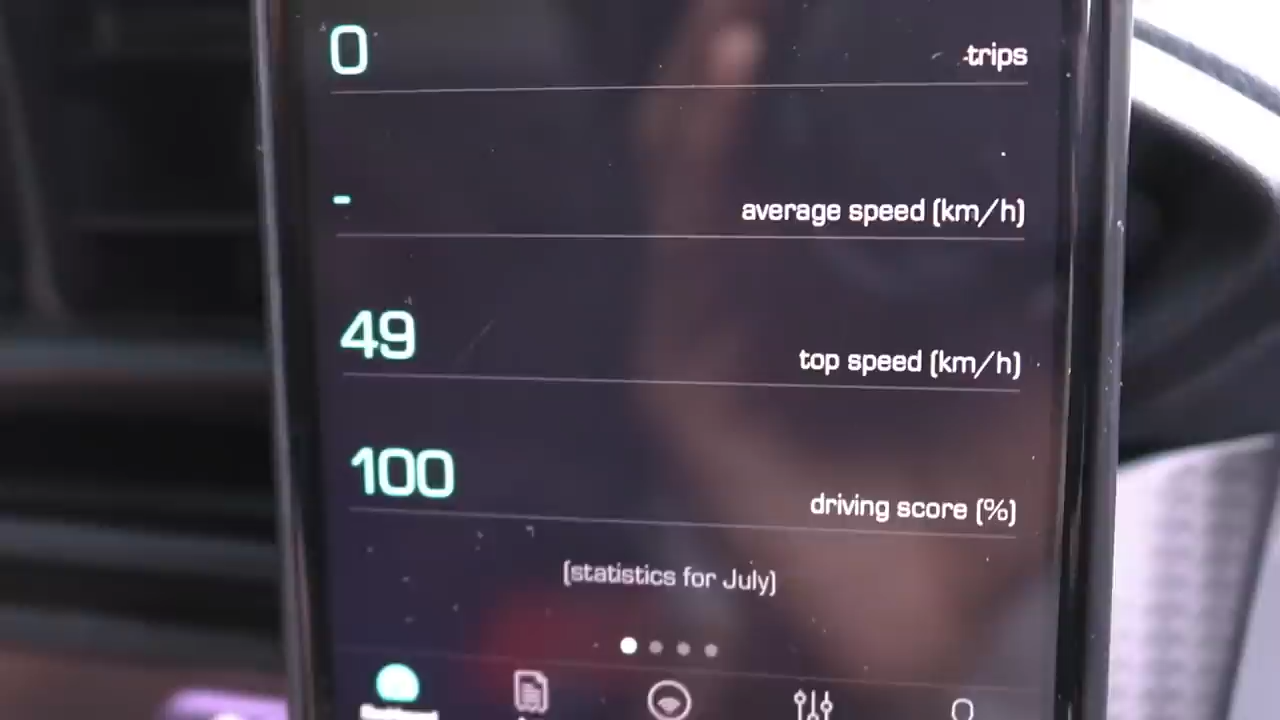 0 trips
- average speed (km/h)
49 top speed (km/h)
100 driving score (%)
(statistics for July)